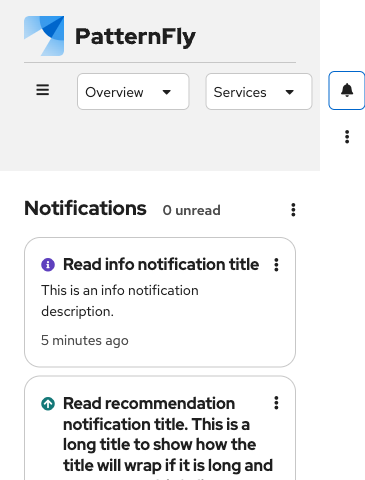 PatternFly
Overview
Services
Notifications
0 unread
Read info notification title
This is an info notification
description.
5 minutes ago
Read recommendation
notification title. This is a
long title to show how the
title will wrap if it is long and